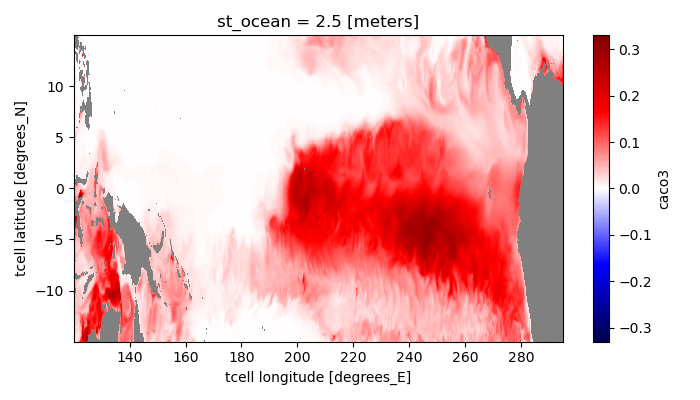 st_ocean = 2.5 [meters]
10
5
0
−5
−10
tcell latitude [degrees_N]
140 160 180 200 220 240 260 280
tcell longitude [degrees_E]
0.3
0.2
0.1
0.0
−0.1
−0.2
−0.3
caco3